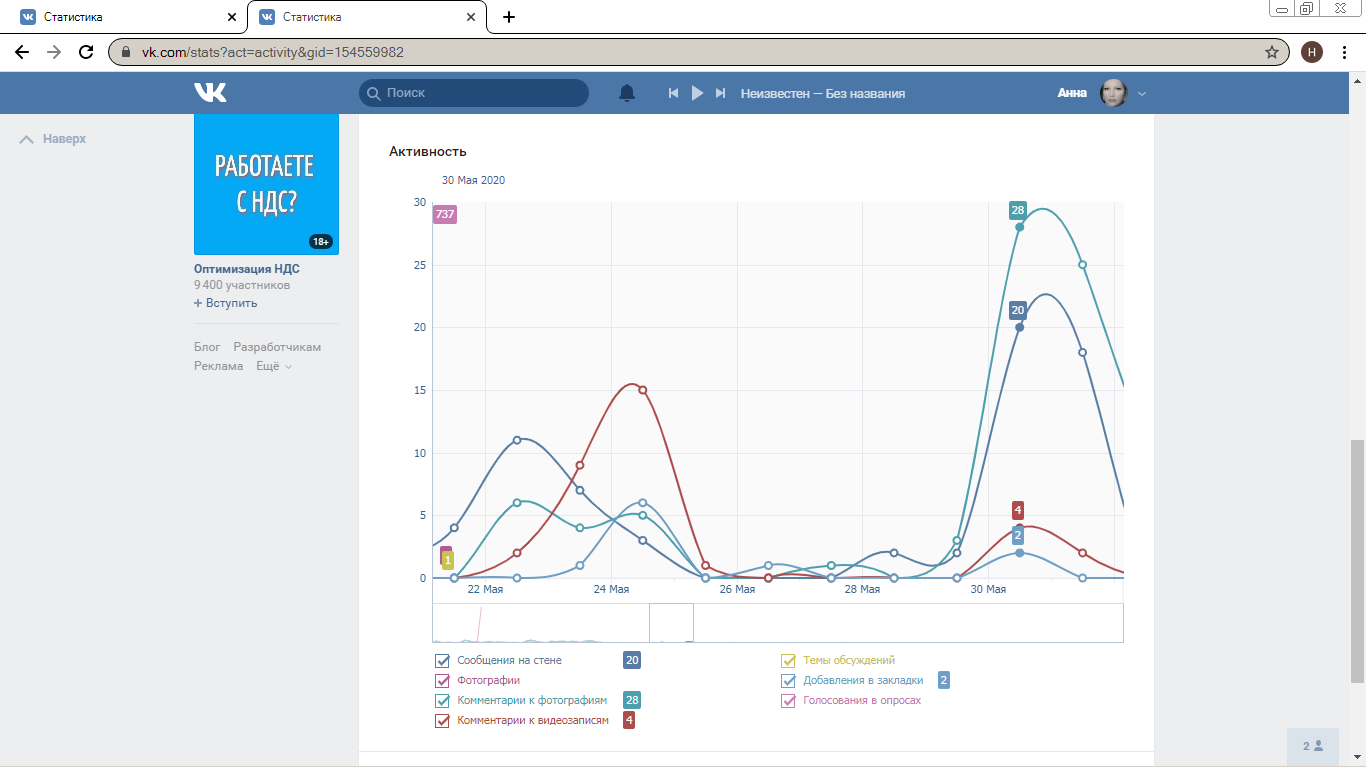 Статистика
Статистика
vk.com/stats?act=activity&gid=154559982
Н
Поиск
Неизвестен — Без названия
Анна
Наверх
РАБОТАЕТЕ
С НДС?
18+
Оптимизация НДС
9 400 участников
+ Вступить
Блог Разработчикам
Реклама Ещё
Активность
30 Мая 2020
30
737
28
25
20
20
15
10
5
4
2
1
0
22 Мая 24 Мая 26 Мая 28 Мая 30 Мая
Сообщения на стене 20
Фотографии
Комментарии к фотографиям 28
Комментарии к видеозаписям 4
Темы обсуждений
Добавления в закладки 2
Голосования в опросах
2